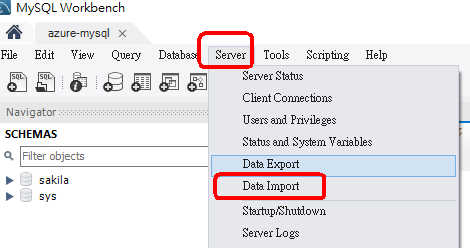 MySQL Workbench
azure-mysql
File Edit View Query Database Server Tools Scripting Help
Server Status
Client Connections
Users and Privileges
Status and System Variables
Data Export
Data Import
Startup/Shutdown
Server Logs
Navigator
SCHEMAS
Filter objects
sakila
sys